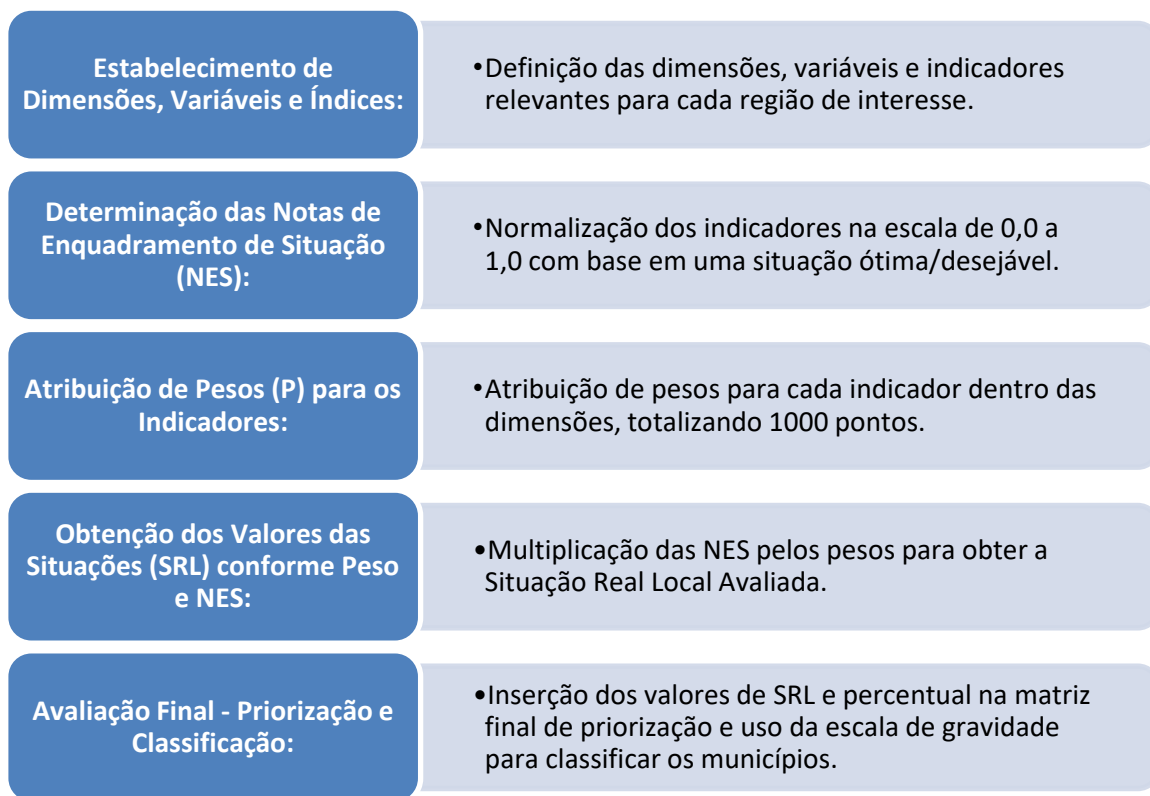 Estabelecimento de
Dimensões, Variáveis e Índices:
•Definição das dimensões, variáveis e indicadores
relevantes para cada região de interesse.
Determinação das Notas de
Enquadramento de Situação
(NES):
•Normalização dos indicadores na escala de 0,0 a
1,0 com base em uma situação ótima/desejável.
Atribuição de Pesos (P) para os
Indicadores:
•Atribuição de pesos para cada indicador dentro das
dimensões, totalizando 1000 pontos.
Obtenção dos Valores das
Situações (SRL) conforme Peso
e NES:
•Multiplicação das NES pelos pesos para obter a
Situação Real Local Avaliada.
Avaliação Final - Priorização e
Classificação:
•Inserção dos valores de SRL e percentual na matriz
final de priorização e uso da escala de gravidade
para classificar os municípios.